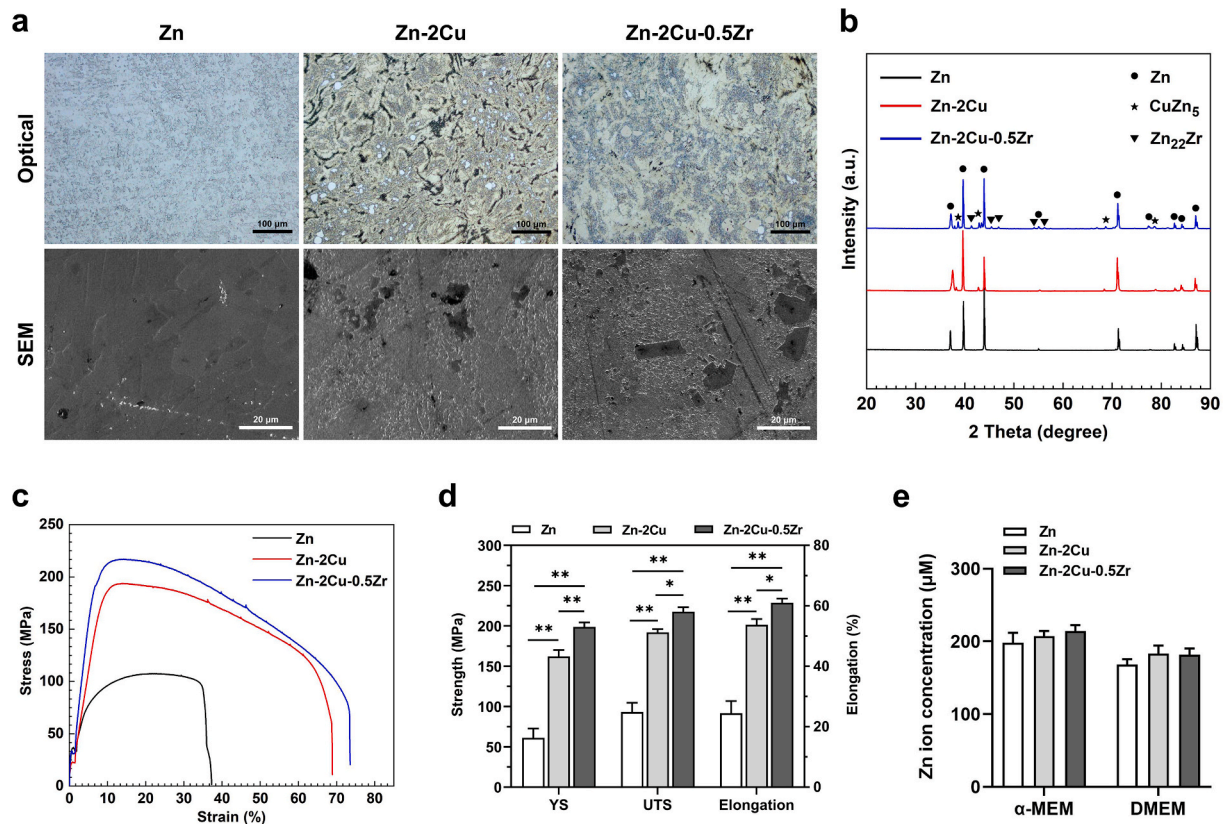 a
Zn
Zn-2Cu
Zn-2Cu-0.5Zr
Optical
100 μm
100 μm
100 μm
SEM
20 μm
20 μm
20 μm
b
Zn
Zn-2Cu
Zn-2Cu-0.5Zr
Zn
CuZn5
Zn22Zr
Intensity (a.u.)
20 30 40 50 60 70 80 90
2 Theta (degree)
c
Zn
Zn-2Cu
Zn-2Cu-0.5Zr
Stress (MPa)
250
200
150
100
50
0
0 10 20 30 40 50 60 70 80
Strain (%)
d
Zn Zn-2Cu Zn-2Cu-0.5Zr
Strength (MPa)
300
250
200
150
100
50
0
** ** **
** * *
** ** **
80
60
40
20
0
Elongation (%)
YS UTS Elongation
e
Zn
Zn-2Cu
Zn-2Cu-0.5Zr
Zn ion concentration (μM)
300
200
100
0
α-MEM DMEM